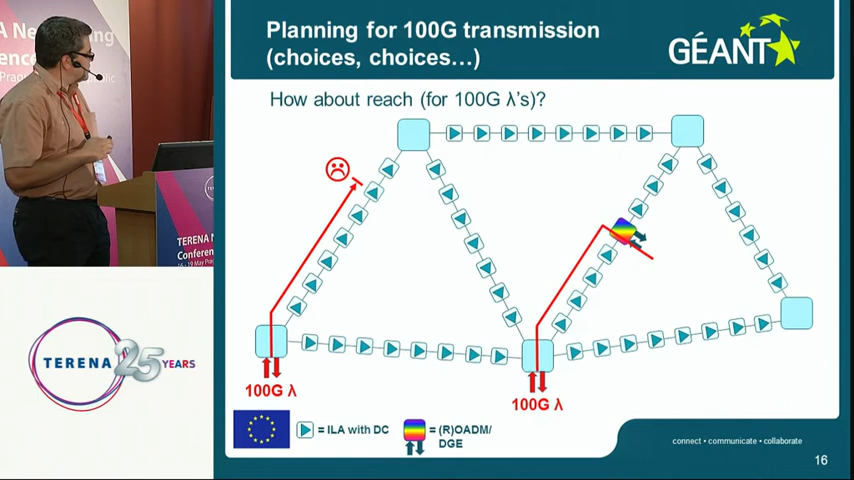 Planning for 100G transmission
(choices, choices…)
GÉANT
How about reach (for 100G λ's)?
100G λ
100G λ
= ILA with DC
= (R)OADM/
DGE
connect • communicate • collaborate
16
TERENA 25 YEARS
TERENA N
Conference